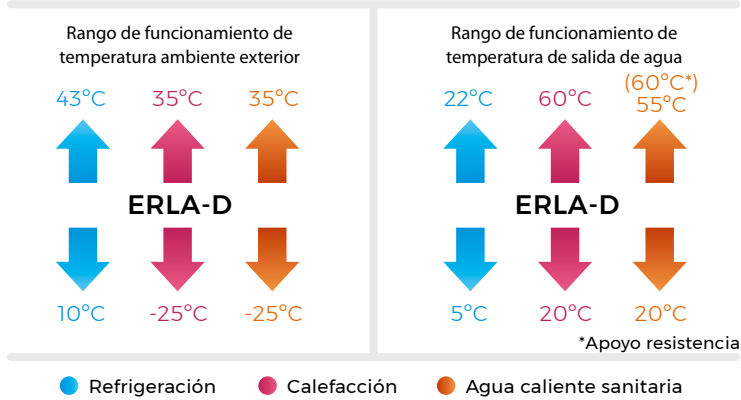 Rango de funcionamiento de
temperatura ambiente exterior
43°C 35°C 35°C
ERLA-D
10°C -25°C -25°C
Rango de funcionamiento de
temperatura de salida de agua
(60°C*)
22°C 60°C 55°C
ERLA-D
5°C 20°C 20°C
*Apoyo resistencia
Refrigeración Calefacción Agua caliente sanitaria